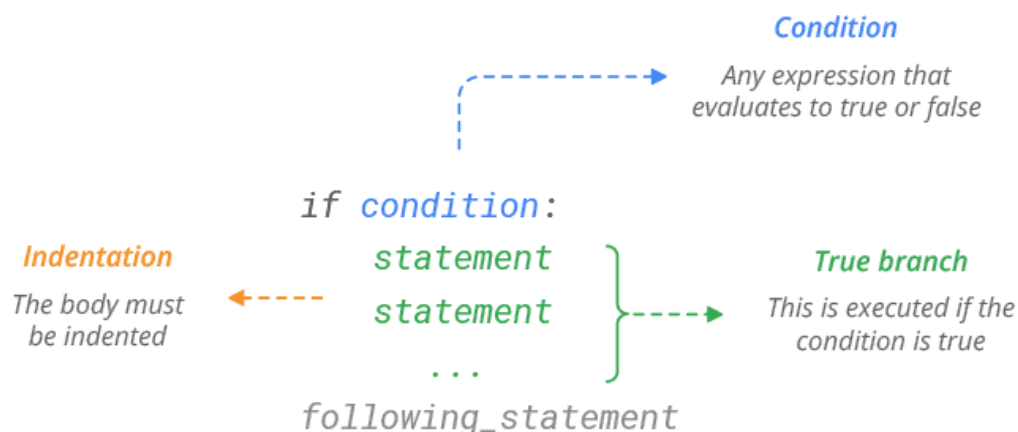 Condition
Any expression that
evaluates to true or false
if condition:
Indentation
The body must
be indented
statement
statement
...
True branch
This is executed if the
condition is true
following_statement